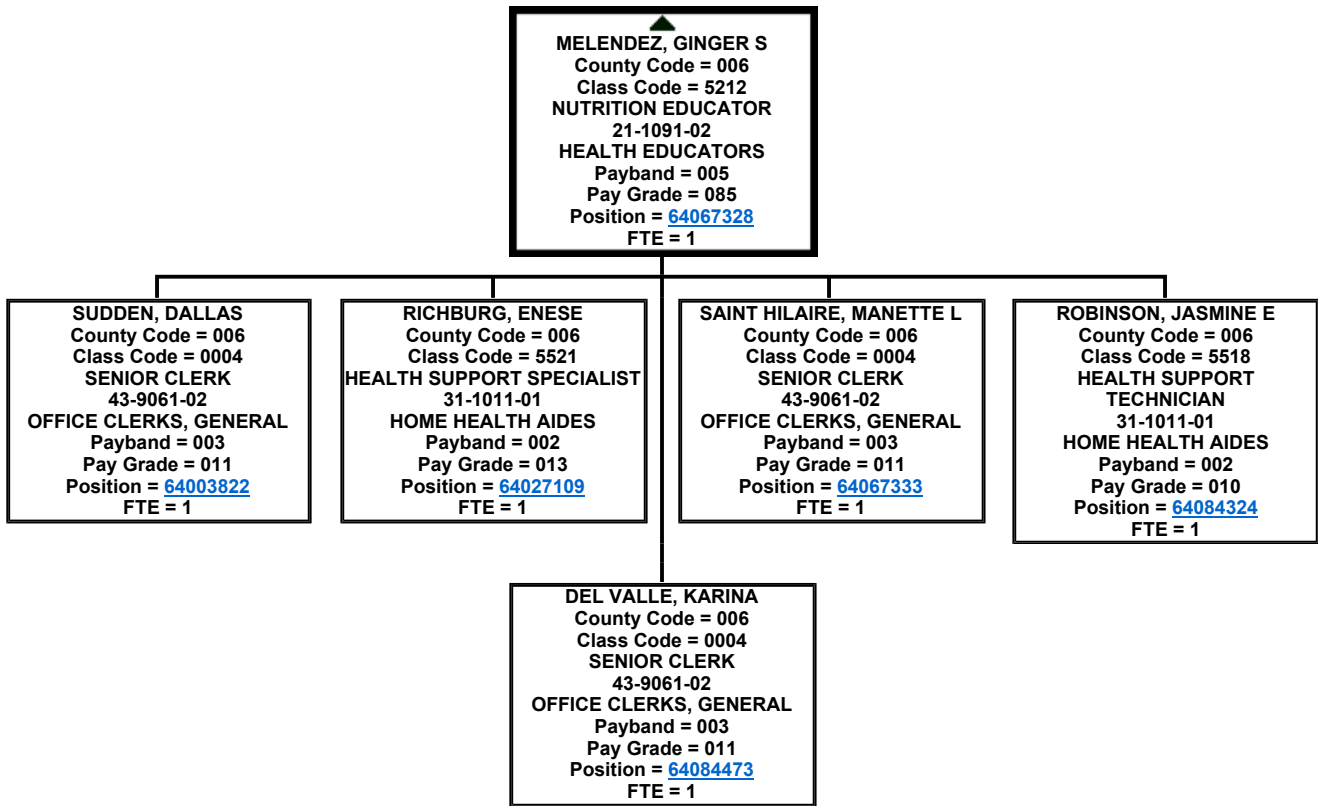 MELENDEZ, GINGER S
County Code = 006
Class Code = 5212
NUTRITION EDUCATOR
21-1091-02
HEALTH EDUCATORS
Payband = 005
Pay Grade = 085
Position = 64067328
FTE = 1
SUDDEN, DALLAS
County Code = 006
Class Code = 0004
SENIOR CLERK
43-9061-02
OFFICE CLERKS, GENERAL
Payband = 003
Pay Grade = 011
Position = 64003822
FTE = 1
RICHBURG, ENESE
County Code = 006
Class Code = 5521
HEALTH SUPPORT SPECIALIST
31-1011-01
HOME HEALTH AIDES
Payband = 002
Pay Grade = 013
Position = 64027109
FTE = 1
SAINT HILAIRE, MANETTE L
County Code = 006
Class Code = 0004
SENIOR CLERK
43-9061-02
OFFICE CLERKS, GENERAL
Payband = 003
Pay Grade = 011
Position = 64067333
FTE = 1
ROBINSON, JASMINE E
County Code = 006
Class Code = 5518
HEALTH SUPPORT
TECHNICIAN
31-1011-01
HOME HEALTH AIDES
Payband = 002
Pay Grade = 010
Position = 64084324
FTE = 1
DEL VALLE, KARINA
County Code = 006
Class Code = 0004
SENIOR CLERK
43-9061-02
OFFICE CLERKS, GENERAL
Payband = 003
Pay Grade = 011
Position = 64084473
FTE = 1